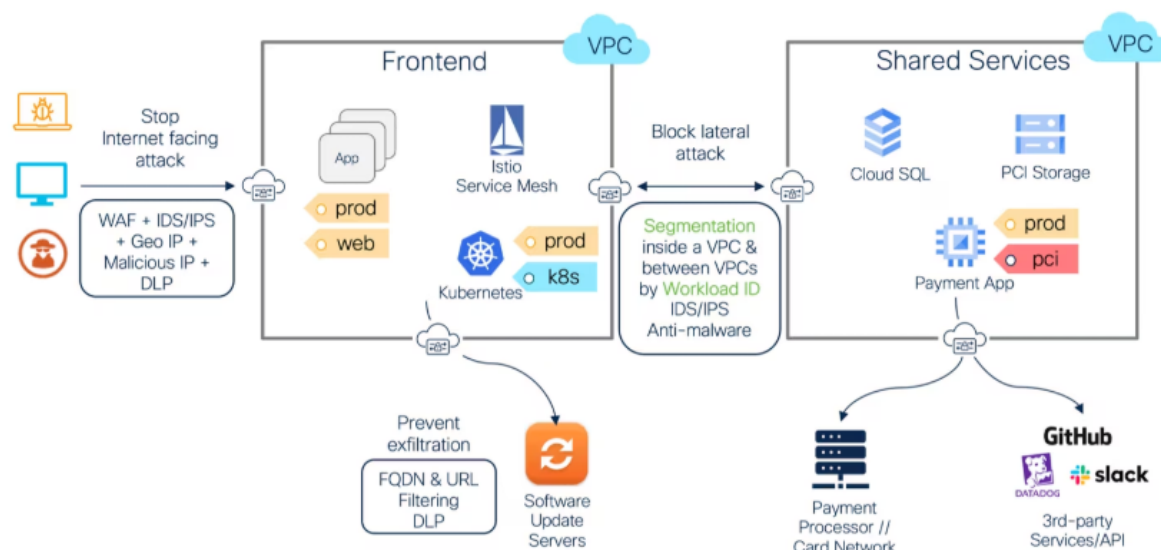 VPC
Frontend
Stop
Internet facing
attack
WAF + IDS/IPS
+ Geo IP +
Malicious IP +
DLP
App
prod
web
Istio
Service Mesh
Kubernetes
prod
k8s
Block lateral
attack
Segmentation
inside a VPC &
between VPCs
by Workload ID
IDS/IPS
Anti-malware
VPC
Shared Services
Cloud SQL
PCI Storage
Payment App
prod
pci
Prevent
exfiltration
FQDN & URL
Filtering
DLP
Software
Update
Servers
Payment
Processor //
Card Network
GitHub
DATADOG
slack
3rd-party
Services/API